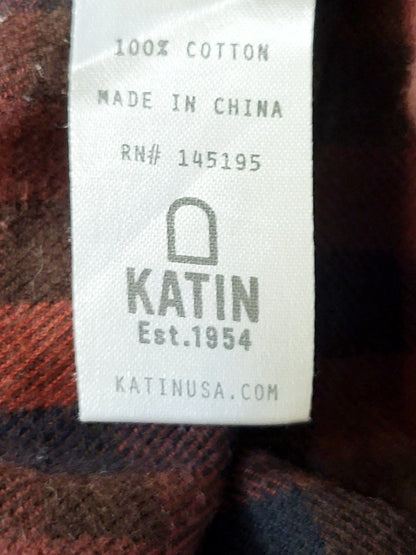 100% COTTON
MADE IN CHINA
RN# 145195
KATIN
Est.1954
KATINUSA.COM